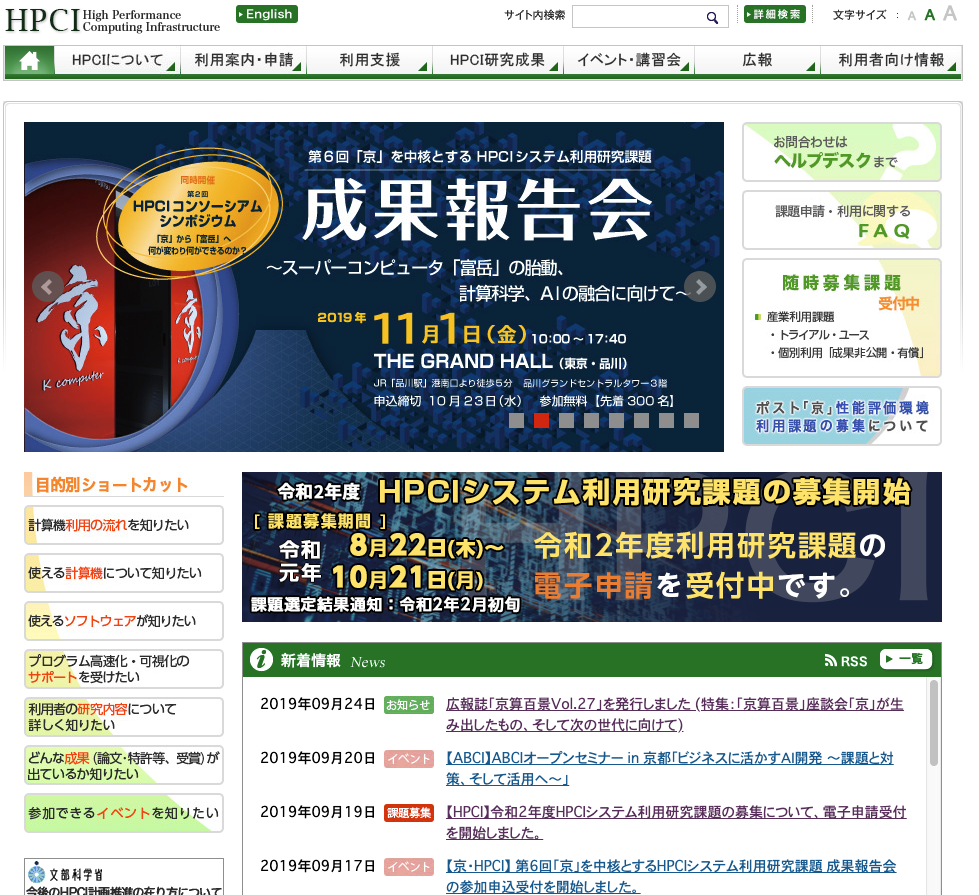 HPCI High Performance Computing Infrastructure
English
サイト内検索
詳細検索
文字サイズ : A A A
HPCIについて
利用案内・申請
利用支援
HPCI研究成果
イベント・講習会
広報
利用者向け情報
同時開催
第2回
HPCIコンソーシアム
シンポジウム
「京」から「富岳」へ
何が変わり何ができるのか?
京
K computer
京
第6回「京」を中核とする HPCIシステム利用研究課題
成果報告会
～スーパーコンピュータ「富岳」の胎動、
計算科学、AIの融合に向けて～
2019年 11月1日(金) 10:00～17:40
THE GRAND HALL (東京・品川)
JR「品川駅」港南口より徒歩5分 品川グランドセントラルタワー3階
申込締切 10月23日(水) 参加無料【先着300名】
お問合わせは
ヘルプデスクまで
課題申請・利用に関する
FAQ
随時募集課題
受付中
産業利用課題
・トライアル・ユース
・個別利用「成果非公開・有償」
ポスト「京」性能評価環境
利用課題の募集について
目的別ショートカット
計算機利用の流れを知りたい
使える計算機について知りたい
使えるソフトウェアが知りたい
プログラム高速化・可視化の
サポートを受けたい
利用者の研究内容について
詳しく知りたい
どんな成果(論文・特許等、受賞)が
出ているか知りたい
参加できるイベントを知りたい
文部科学省
今後のHPCI計画推進の在り方について
令和2年度 HPCIシステム利用研究課題の募集開始
[ 課題募集期間 ]
令和元年 8月22日(木)～
10月21日(月)
課題選定結果通知：令和2年2月初旬
令和2年度利用研究課題の
電子申請を受付中です。
HPCI
新着情報 News
RSS
一覧
2019年09月24日 お知らせ 広報誌「京算百景Vol.27」を発行しました (特集：「京算百景」座談会「京」が生
み出したもの、そして次の世代に向けて)
2019年09月20日 イベント 【ABCI】ABCIオープンセミナー in 京都「ビジネスに活かすAI開発 ～課題と対
策、そして活用へ～」
2019年09月19日 課題募集 【HPCI】令和2年度HPCIシステム利用研究課題の募集について、電子申請受付
を開始しました。
2019年09月17日 イベント 【京・HPCI】 第6回「京」を中核とするHPCIシステム利用研究課題 成果報告会
の参加申込受付を開始しました。